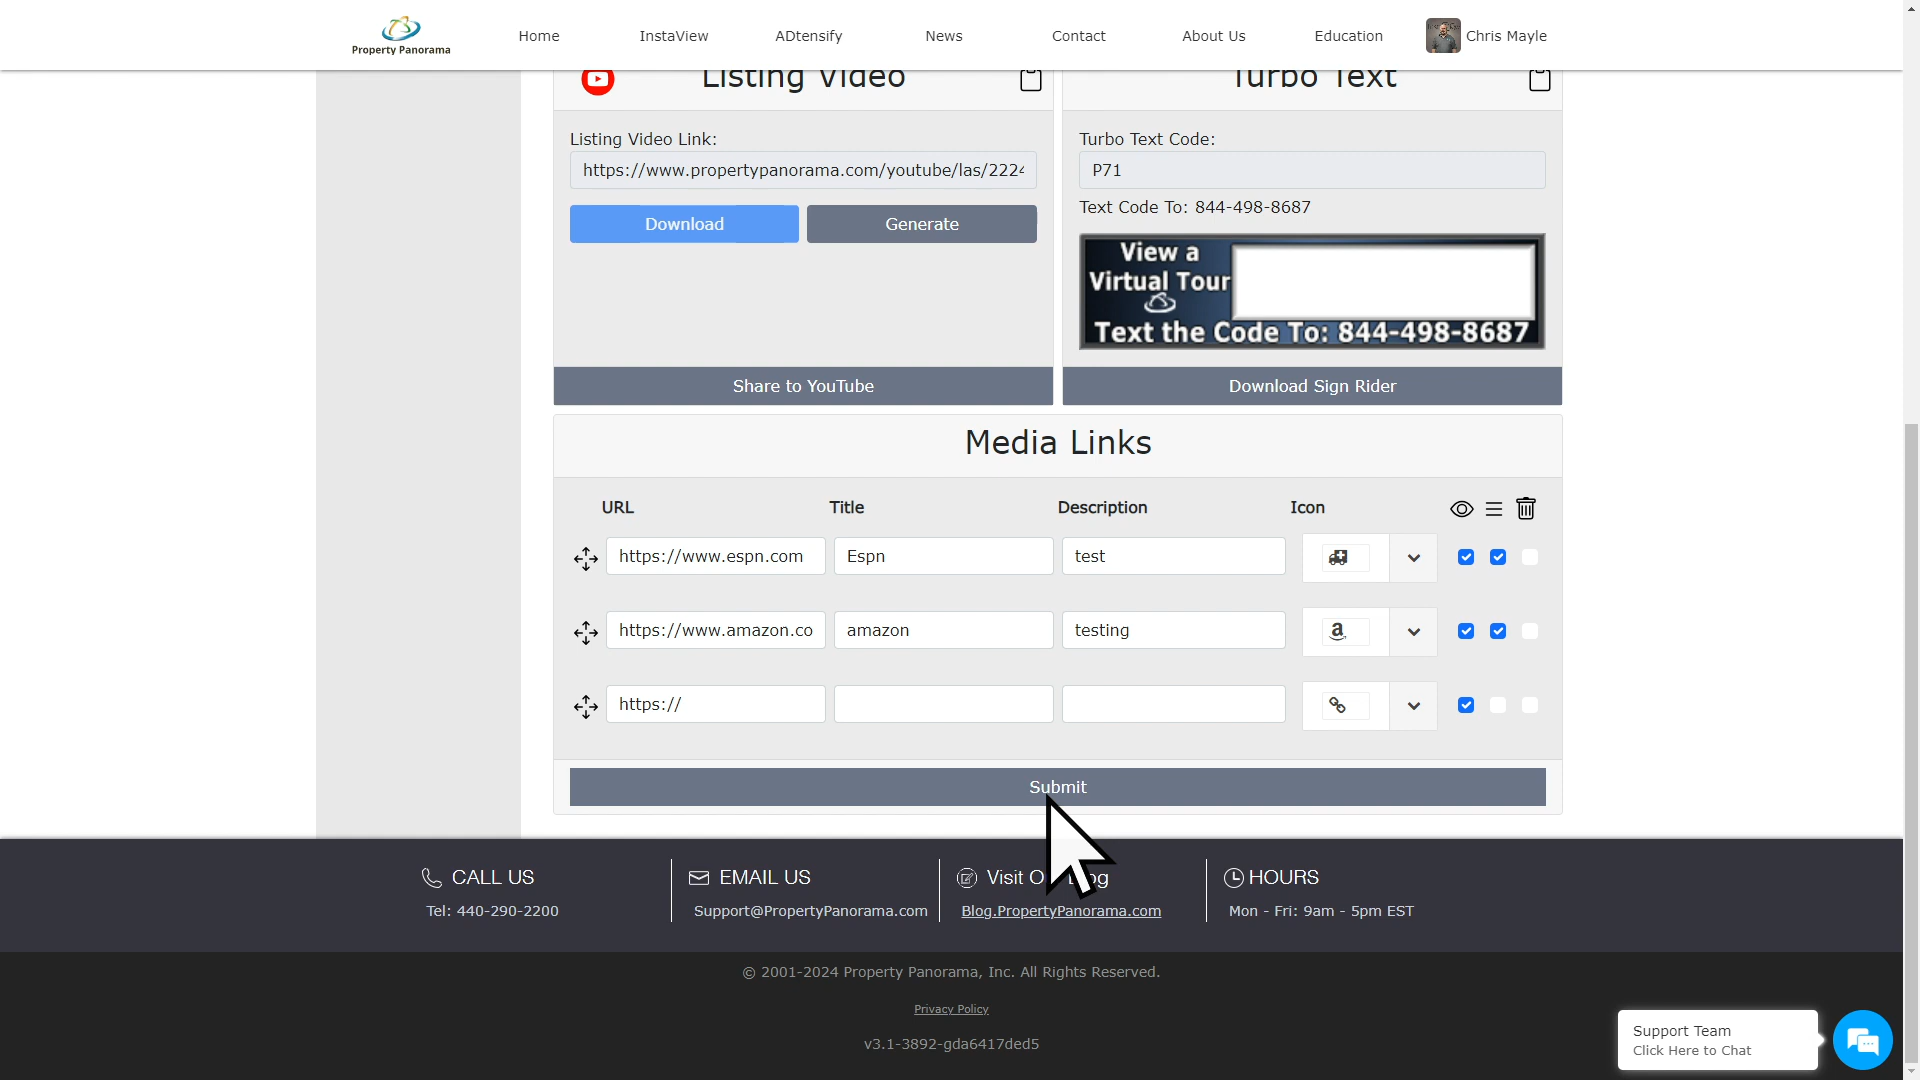 Property Panorama
Home
InstaView
ADtensify
News
Contact
About Us
Education
Chris Mayle
Listing Video
Turbo Text
Listing Video Link:
https://www.propertypanorama.com/youtube/las/2224
Download
Generate
Share to YouTube
Turbo Text Code:
P71
Text Code To: 844-498-8687
View a
Virtual Tour
Text the Code To: 844-498-8687
Download Sign Rider
Media Links
URL Title Description Icon
https://www.espn.com Espn test
https://www.amazon.co amazon testing
https://
Submit
CALL US
Tel: 440-290-2200
EMAIL US
Support@PropertyPanorama.com
Visit
Blog.PropertyPanorama.com
HOURS
Mon - Fri: 9am - 5pm EST
© 2001-2024 Property Panorama, Inc. All Rights Reserved.
Privacy Policy
v3.1-3892-gda6417ded5
Support Team
Click Here to Chat